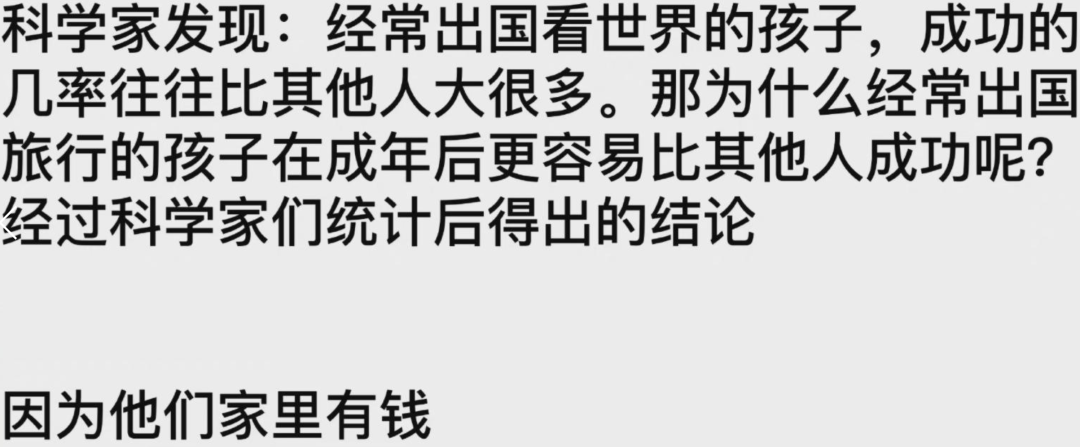 科学家发现：经常出国看世界的孩子，成功的
几率往往比其他人大很多。那为什么经常出国
旅行的孩子在成年后更容易比其他人成功呢？
经过科学家们统计后得出的结论
因为他们家里有钱